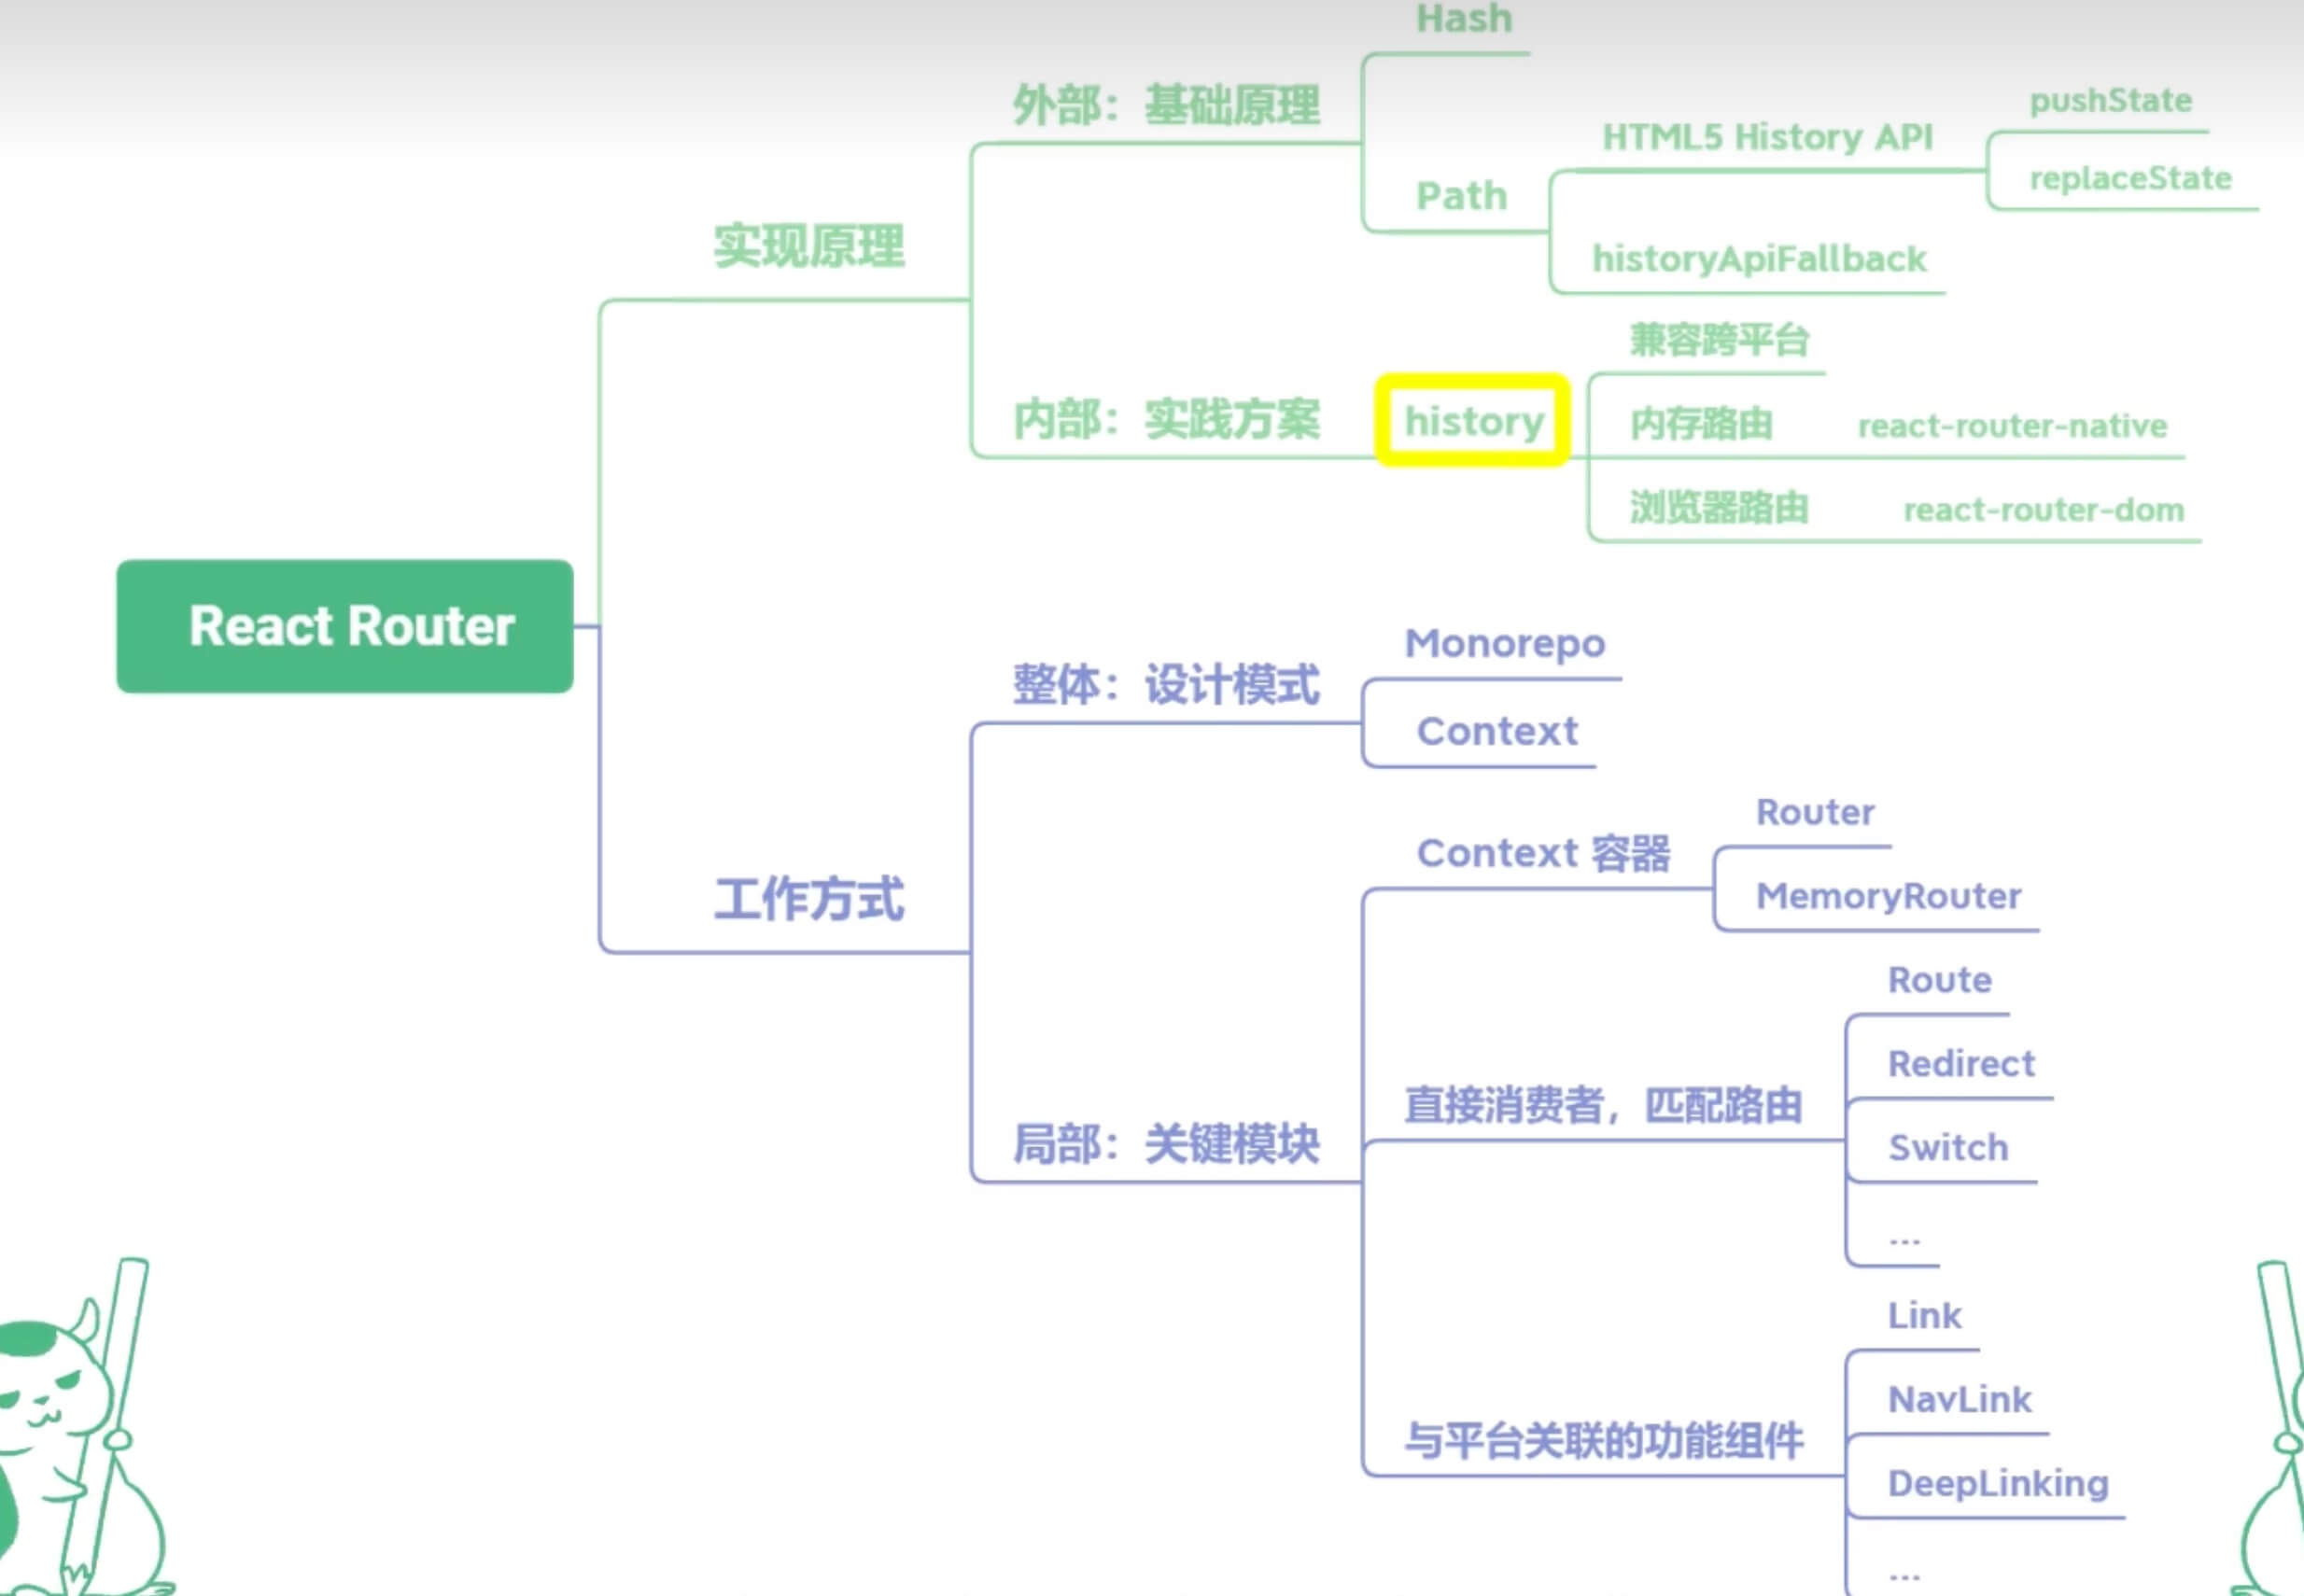 React Router
实现原理
外部：基础原理
Hash
Path
HTML5 History API
pushState
replaceState
historyApiFallback
内部：实践方案
history
兼容跨平台
内存路由 react-router-native
浏览器路由 react-router-dom
工作方式
整体：设计模式
Monorepo
Context
局部：关键模块
Context 容器
Router
MemoryRouter
直接消费者，匹配路由
Route
Redirect
Switch
...
与平台关联的功能组件
Link
NavLink
DeepLinking
...